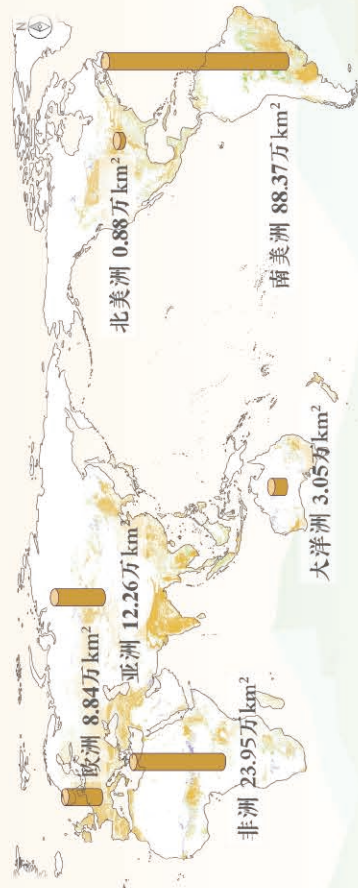 N
欧洲 8.84万km²
亚洲 12.26万km²
北美洲 0.88万km²
非洲 23.95万km²
大洋洲 3.05万km²
南美洲 88.37万km²